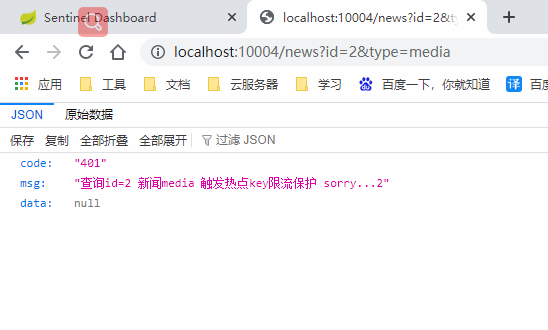 Sentinel Dashboard
localhost:10004/news?id=2&ty
localhost:10004/news?id=2&type=media
应用 工具 文档 云服务器 学习 百度一下，你就知道 译 百度
JSON 原始数据
保存 复制 全部折叠 全部展开 过滤 JSON
code: "401"
msg: "查询id=2 新闻media 触发热点key限流保护 sorry...2"
data: null